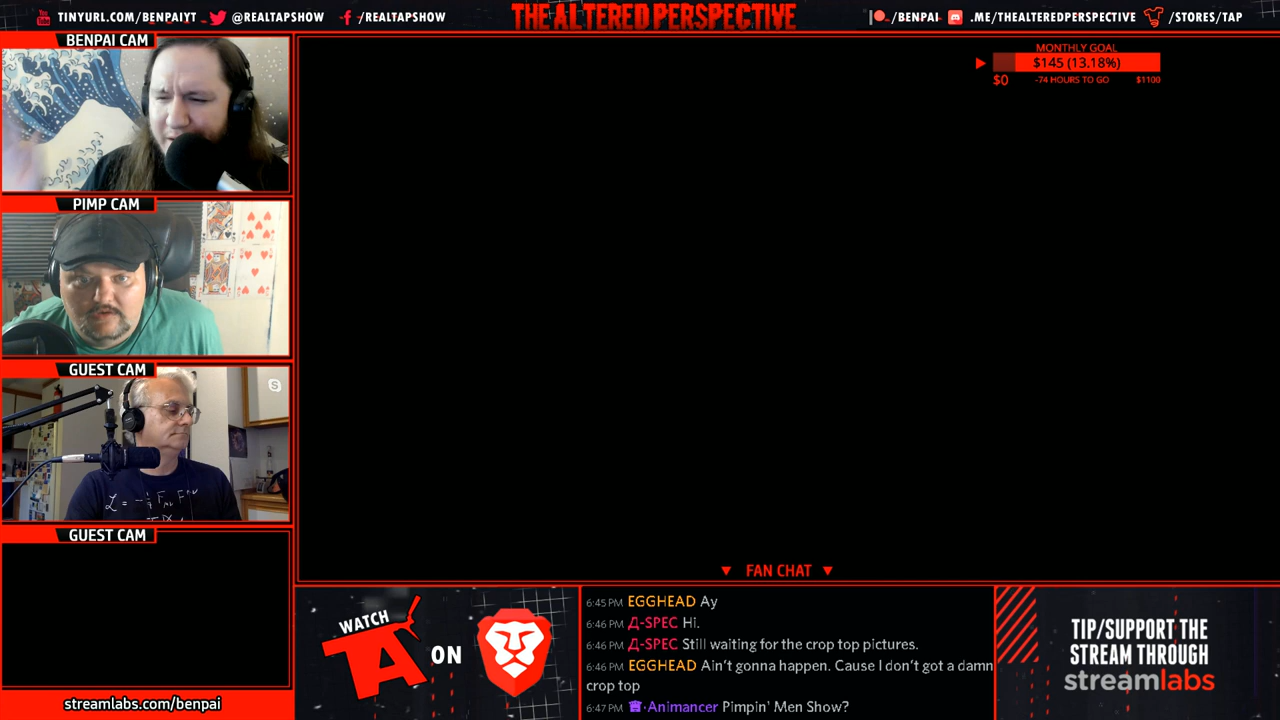 TINYURL.COM/BENPAIYT @REALTAPSHOW /REALTAPSHOW THE ALTERED PERSPECTIVE /BENPAI .ME/THEALTEREDPERSPECTIVE /STORES/TAP
BENPAI CAM
MONTHLY GOAL
$145 (13.18%)
$0 -74 HOURS TO GO $1100
PIMP CAM
GUEST CAM
GUEST CAM
FAN CHAT
WATCH
TA ON
6:45 PM EGGHEAD Ay
6:46 PM Д-SPEC Hi.
6:46 PM Д-SPEC Still waiting for the crop top pictures.
6:46 PM EGGHEAD Ain't gonna happen. Cause I don't got a damn
crop top
6:47 PM Animancer Pimpin' Men Show?
TIP/SUPPORT THE
STREAM THROUGH
streamlabs
streamlabs.com/benpai